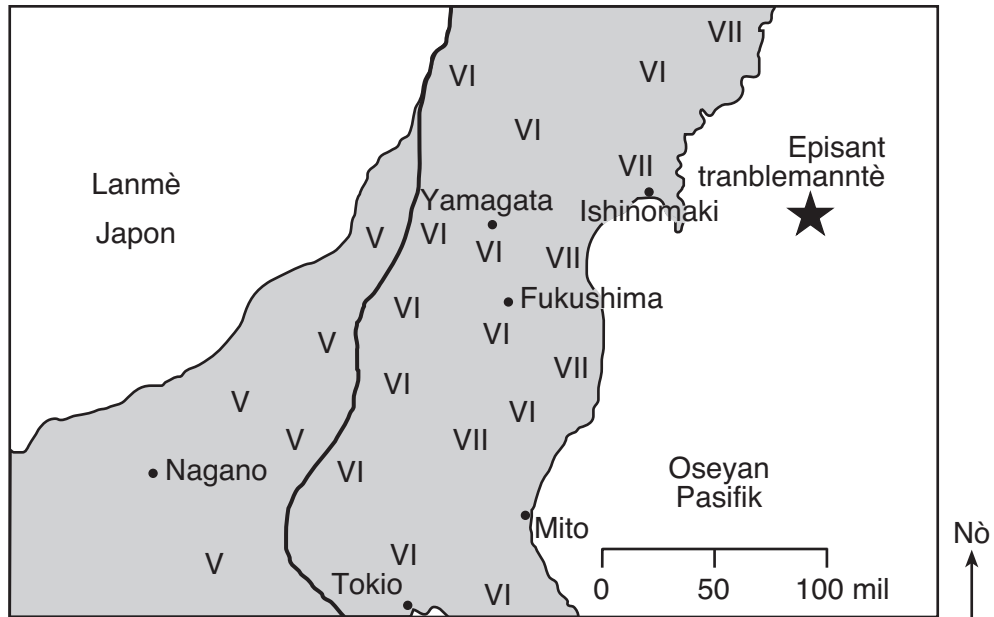 VII
VI
VI
VI
Episant
tranblemanntè
VII
Lanmè
Japon
Yamagata
Ishinomaki
V
VI
VI
VII
Fukushima
VI
VI
V
VII
VI
V
VI
V
VII
Nagano
VI
Oseyan
Pasifik
Mito
Nò
V
VI
Tokio
VI
0
50
100 mil